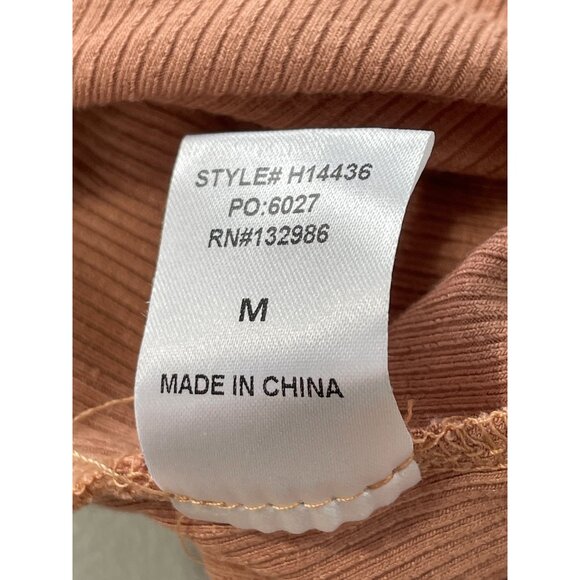 STYLE# H14436
PO:6027
RN#132986
M
MADE IN CHINA